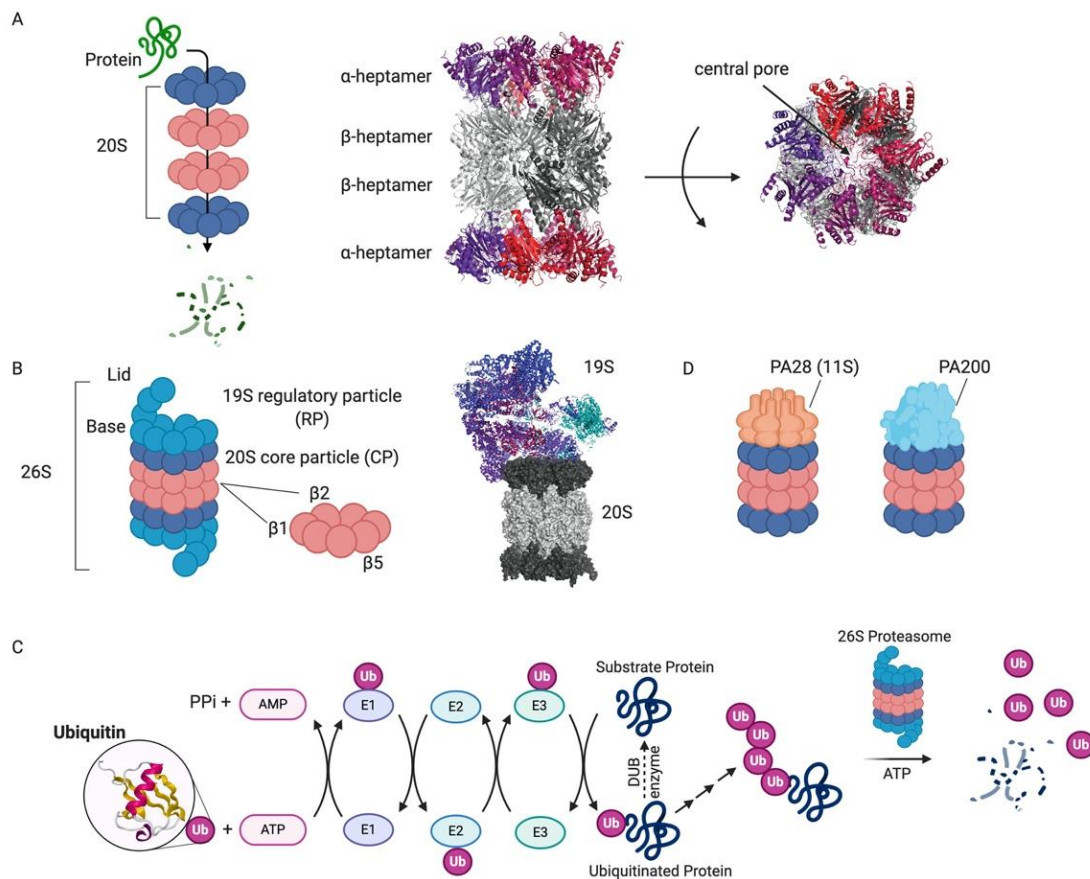 A
Protein
20S
α-heptamer
β-heptamer
β-heptamer
α-heptamer
central pore
B
Lid
Base
26S
19S regulatory particle
(RP)
20S core particle (CP)
β2
β1
β5
19S
20S
D
PA28 (11S)
PA200
C
Ubiquitin
Ub
+
ATP
PPi +
AMP
Ub
E1
E1
E2
E2
Ub
Ub
E3
E3
Substrate Protein
DUB
enzyme
Ub
Ubiquitinated Protein
Ub
Ub
Ub
Ub
26S Proteasome
ATP
Ub
Ub
Ub
Ub